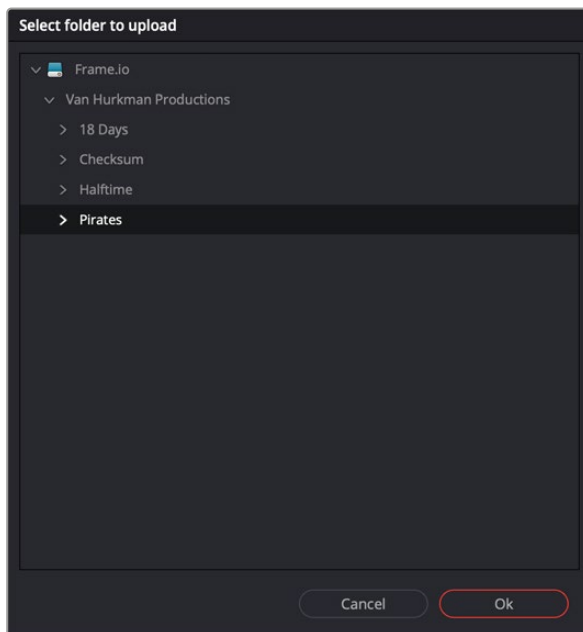 Select folder to upload
Frame.io
Van Hurkman Productions
18 Days
Checksum
Halftime
Pirates
Cancel Ok